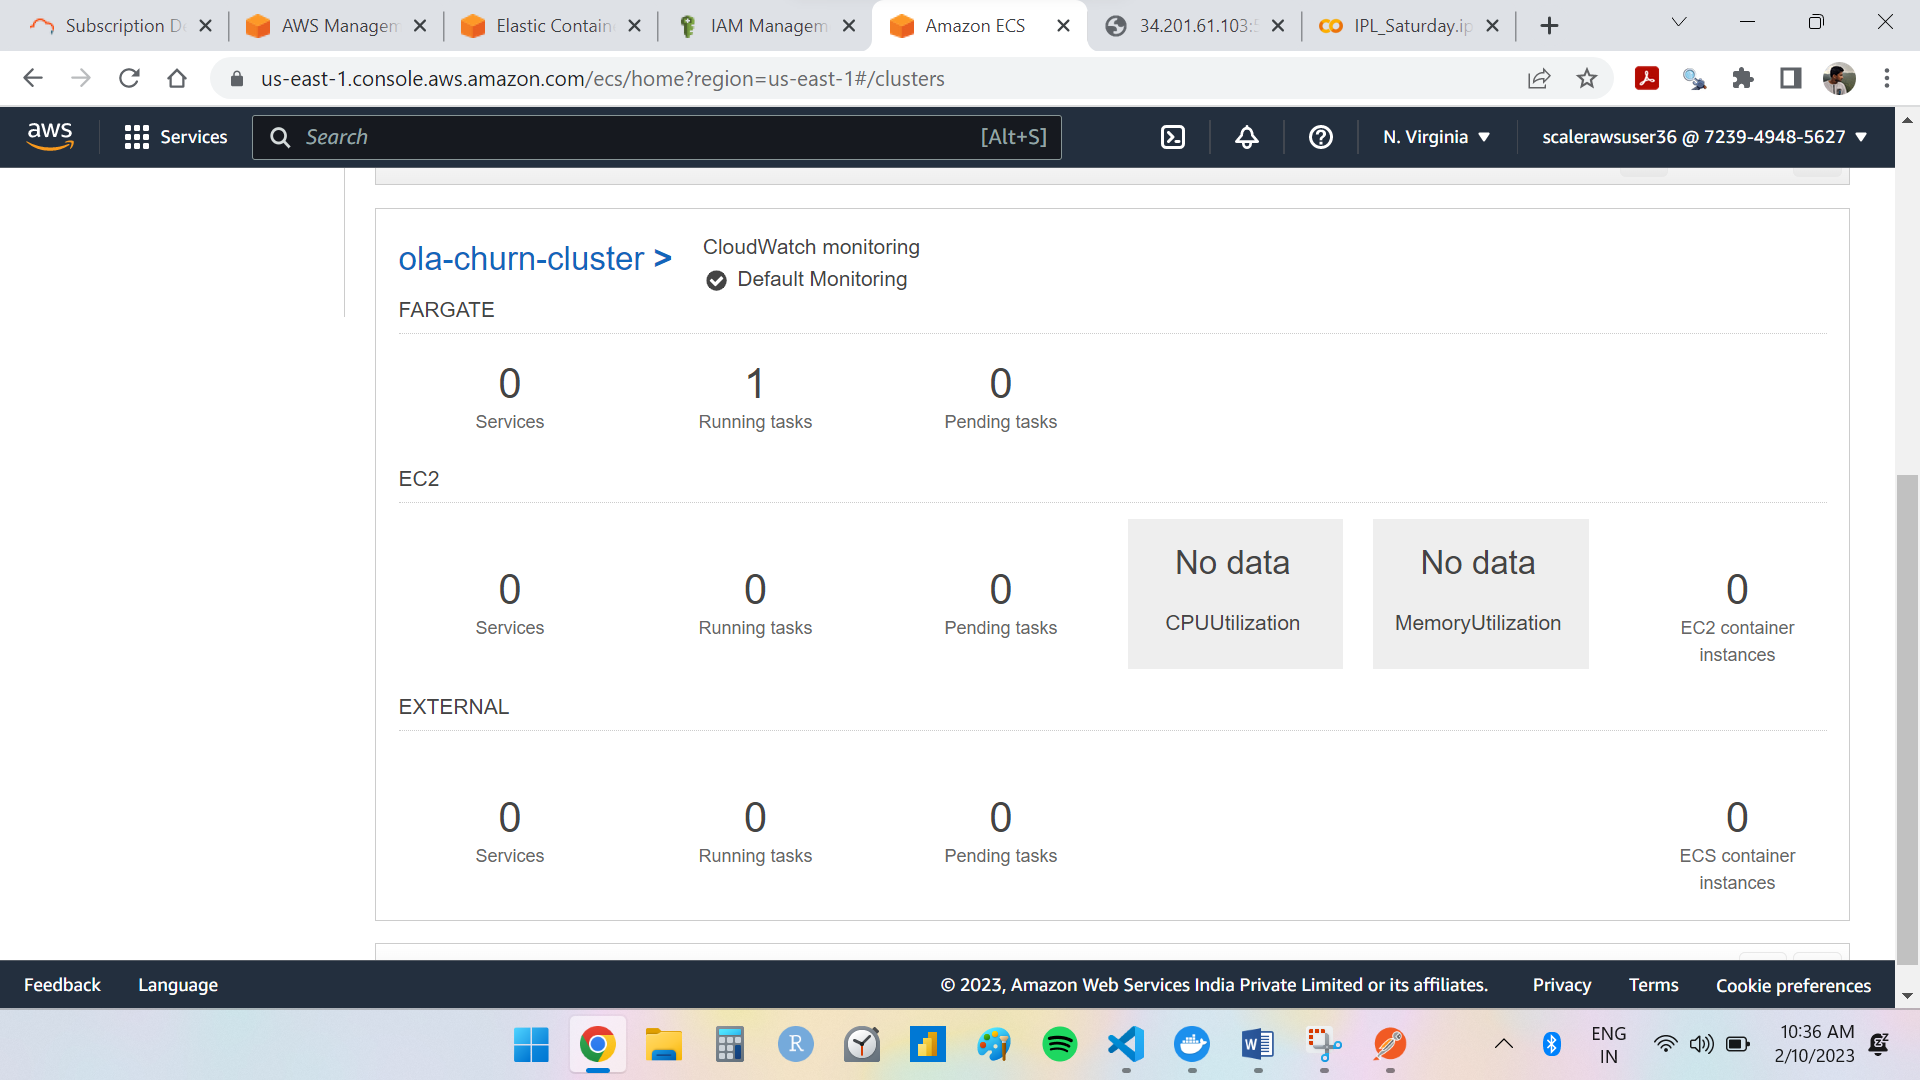 Subscription D
AWS Managem
Elastic Contain
IAM Managem
Amazon ECS
34.201.61.103:
IPL_Saturday.ip
us-east-1.console.aws.amazon.com/ecs/home?region=us-east-1#/clusters
aws
Services
Search
[Alt+S]
N. Virginia
scalerawsuser36 @ 7239-4948-5627
ola-churn-cluster >
CloudWatch monitoring
Default Monitoring
FARGATE
0 1 0
Services Running tasks Pending tasks
EC2
No data No data
0 0 0 0
CPUUtilization MemoryUtilization
Services Running tasks Pending tasks EC2 container
instances
EXTERNAL
0 0 0 0
Services Running tasks Pending tasks ECS container
instances
Feedback Language © 2023, Amazon Web Services India Private Limited or its affiliates. Privacy Terms Cookie preferences
R
W
ENG
IN
10:36 AM
2/10/2023